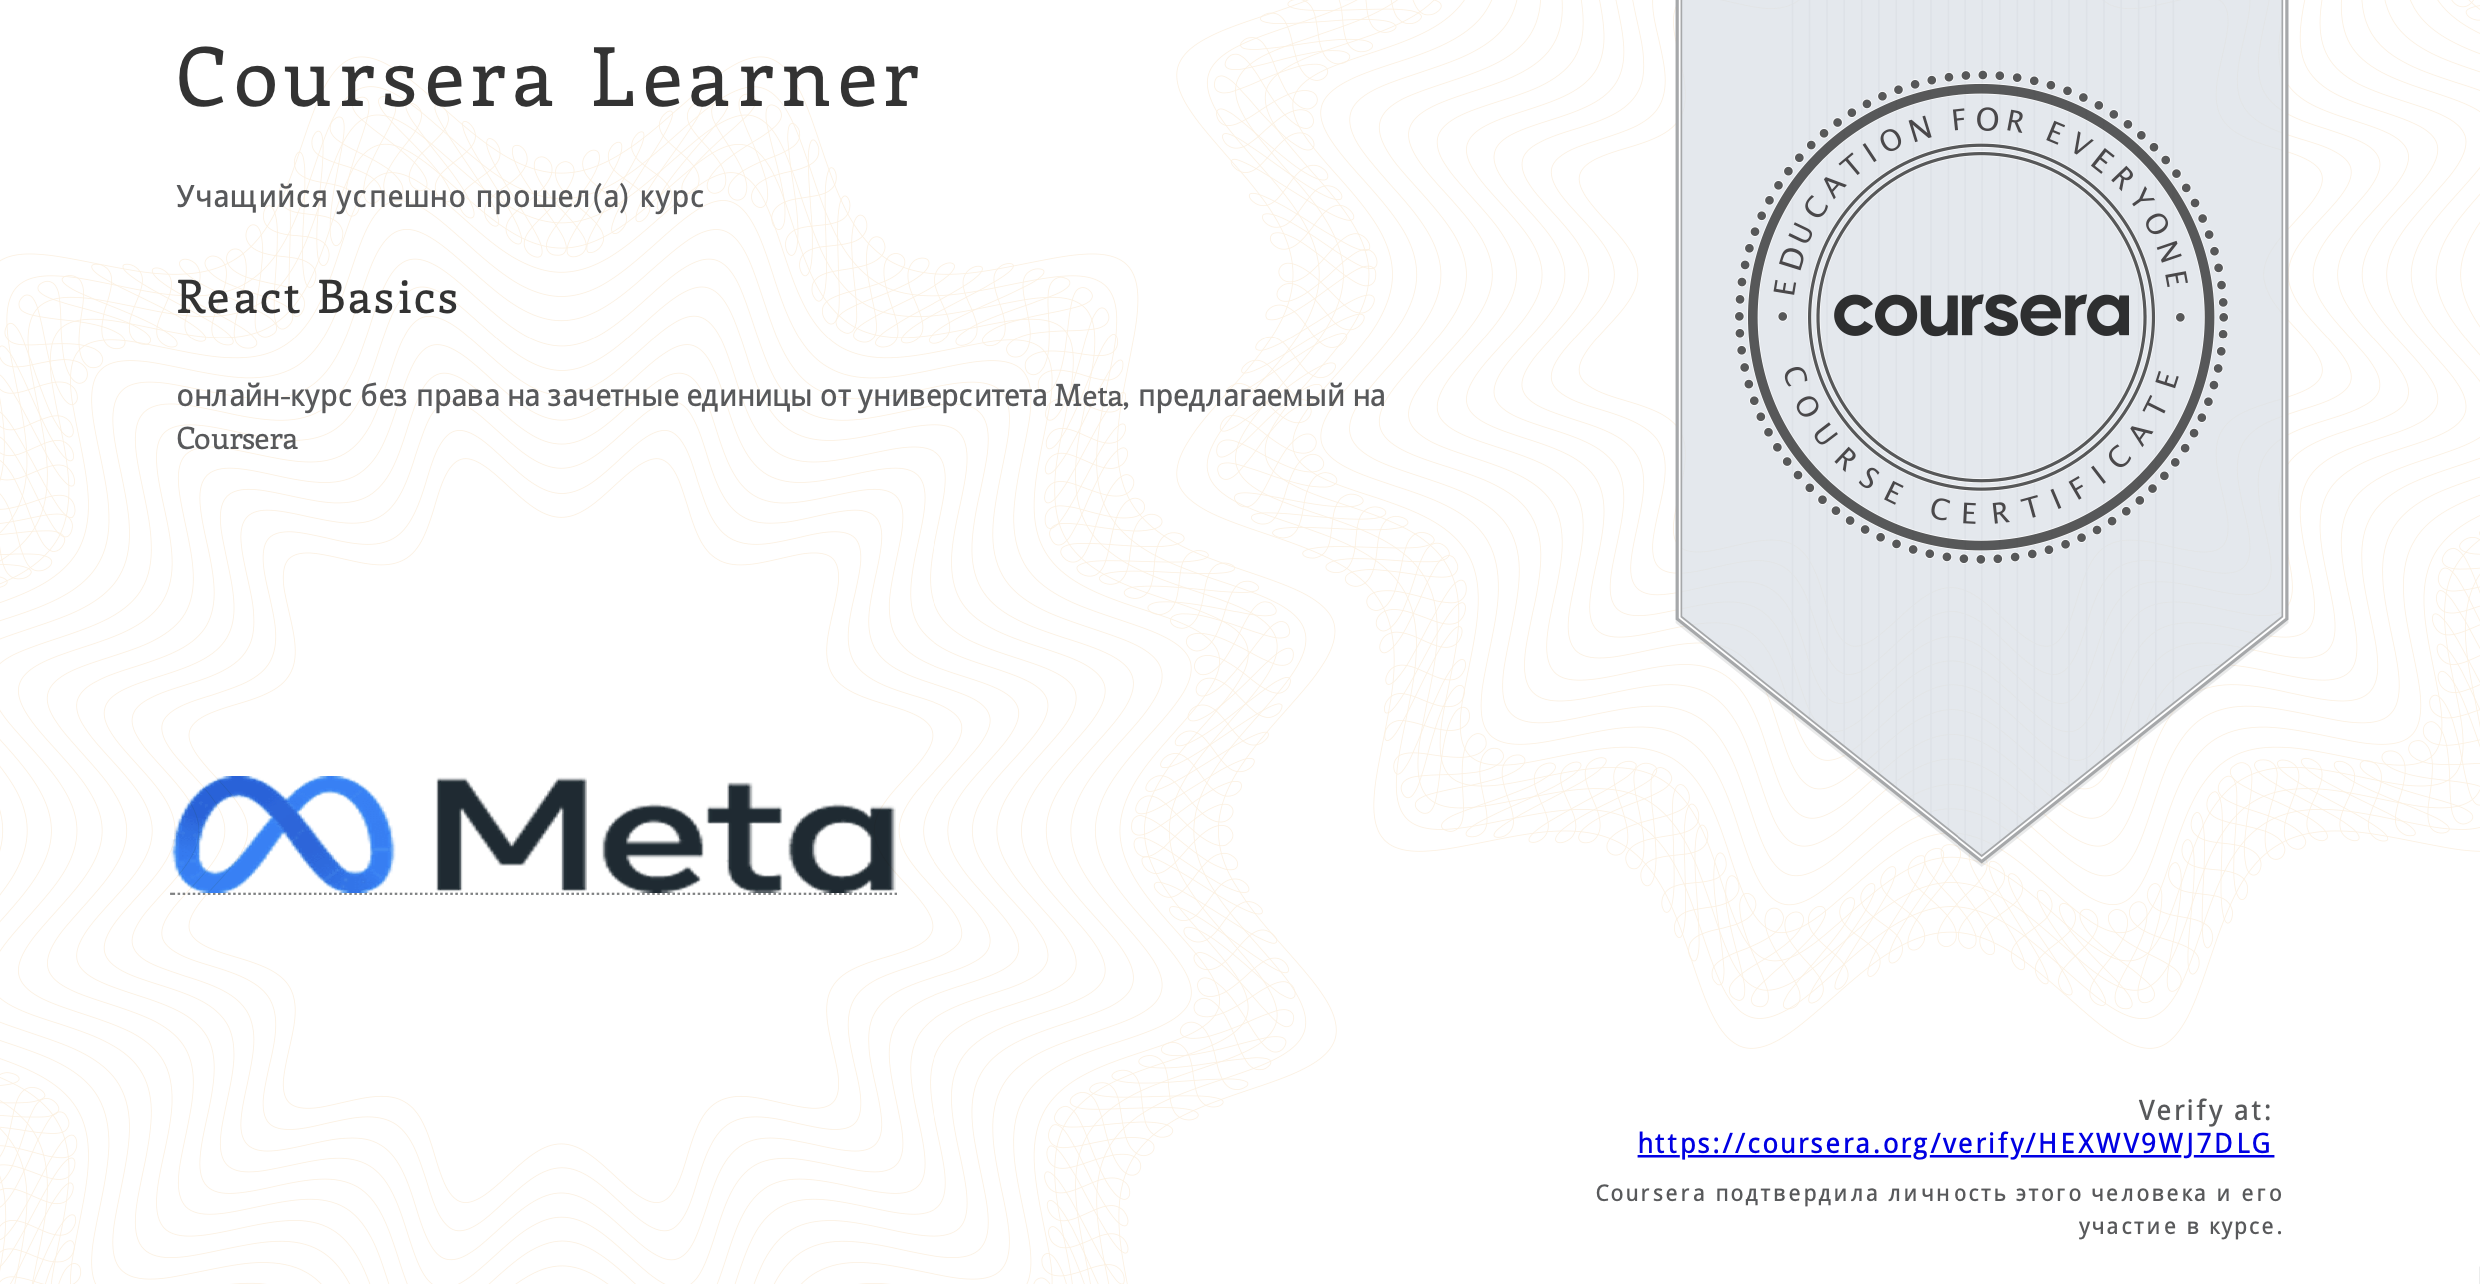 Coursera Learner
Учащийся успешно прошел(а) курс
React Basics
онлайн-курс без права на зачетные единицы от университета Meta, предлагаемый на
Coursera
Meta
EDUCATION FOR EVERYONE
coursera
COURSE CERTIFICATE
Verify at:
https://coursera.org/verify/HEXWV9WJ7DLG
Coursera подтвердила личность этого человека и его
участие в курсе.